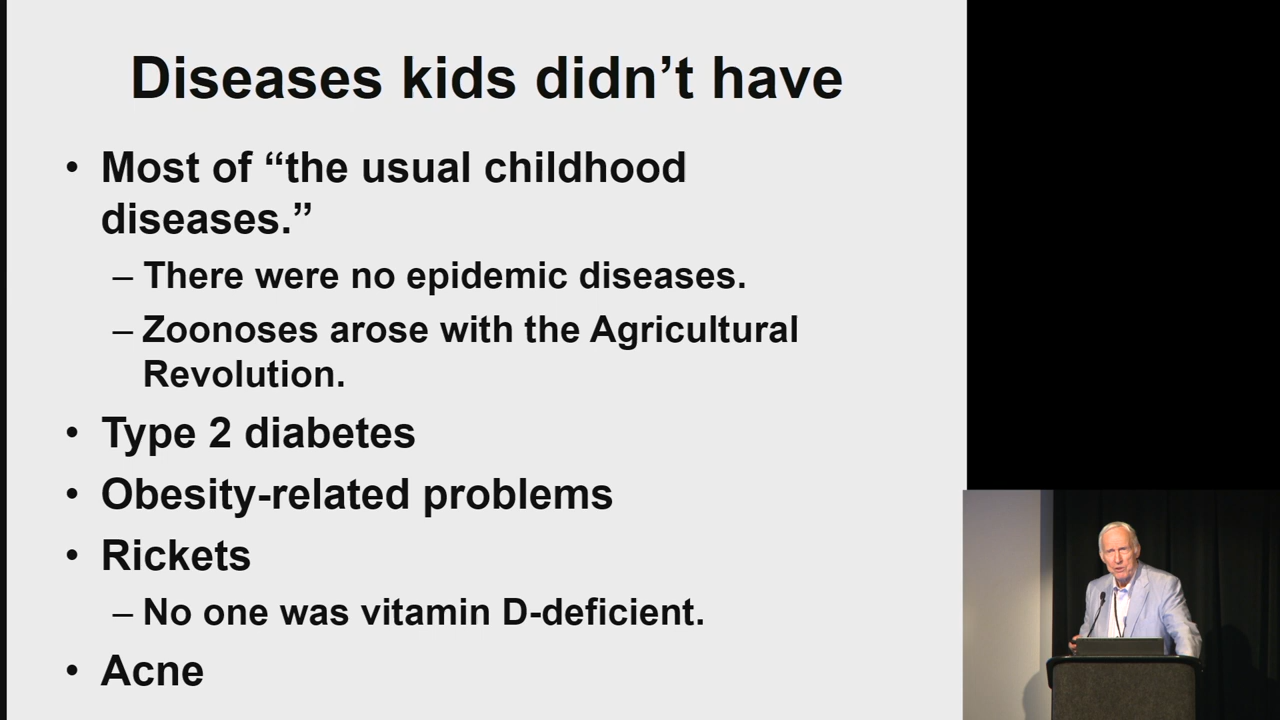 Diseases kids didn’t have
• Most of “the usual childhood
diseases.”
– There were no epidemic diseases.
– Zoonoses arose with the Agricultural
Revolution.
• Type 2 diabetes
• Obesity-related problems
• Rickets
– No one was vitamin D-deficient.
• Acne